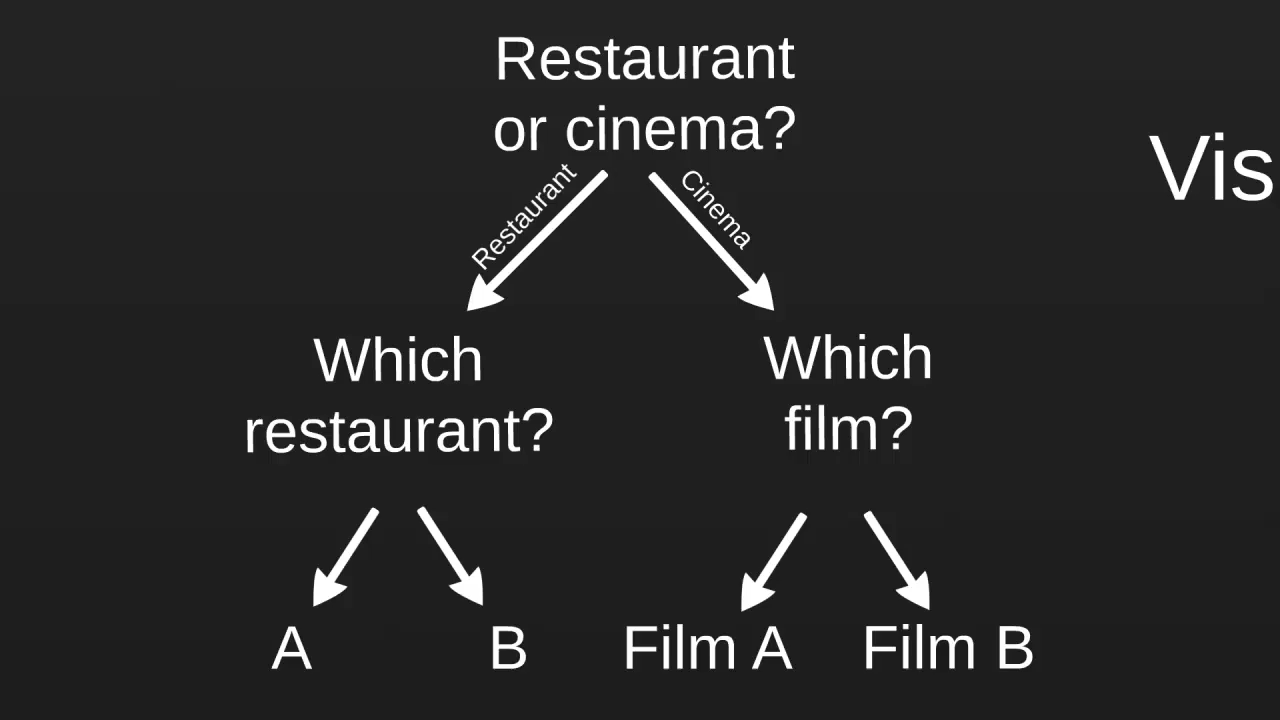 Restaurant
or cinema?
Restaurant
Cinema
Vis
Which
restaurant?
Which
film?
A
B
Film A
Film B